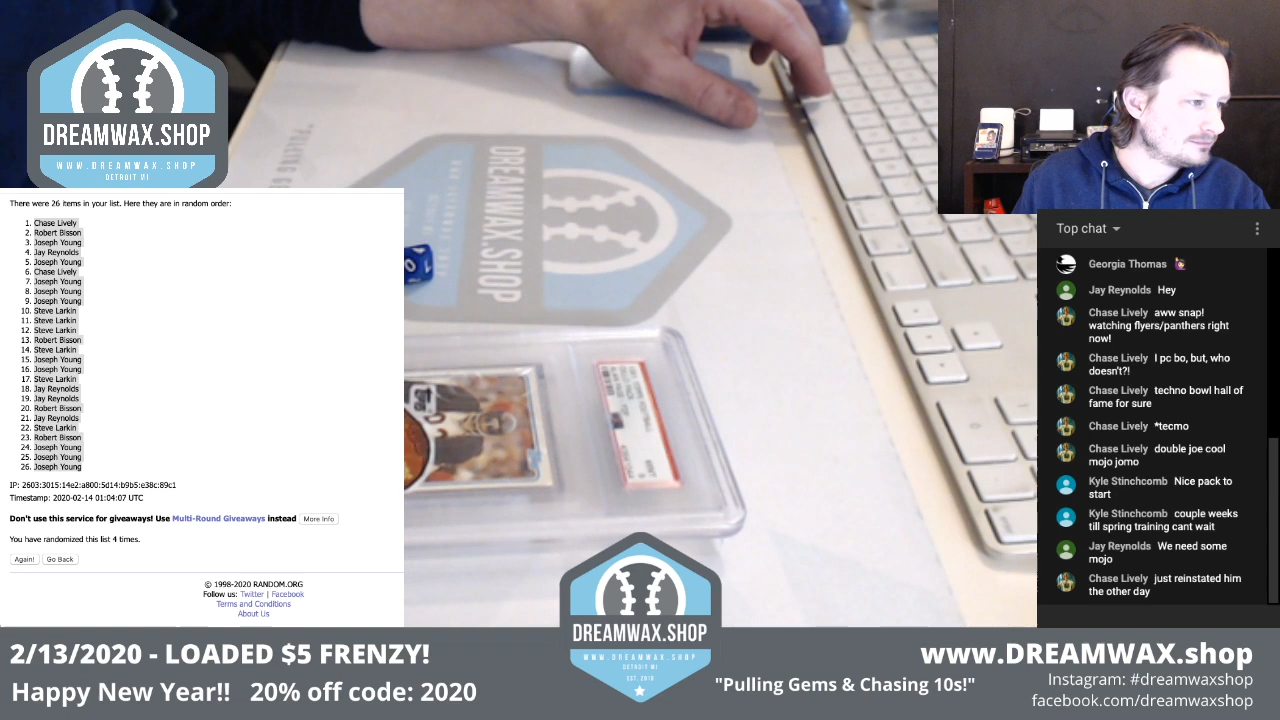 DREAMWAX.SHOP
WWW.DREAMWAX.SHOP
DETROIT MI
There were 26 items in your list. Here they are in random order:
1. Chase Lively
2. Robert Bisson
3. Joseph Young
4. Jay Reynolds
5. Joseph Young
6. Chase Lively
7. Joseph Young
8. Joseph Young
9. Joseph Young
10. Steve Larkin
11. Steve Larkin
12. Steve Larkin
13. Robert Bisson
14. Steve Larkin
15. Joseph Young
16. Joseph Young
17. Steve Larkin
18. Jay Reynolds
19. Jay Reynolds
20. Robert Bisson
21. Jay Reynolds
22. Steve Larkin
23. Robert Bisson
24. Joseph Young
25. Joseph Young
26. Joseph Young
IP: 2603:3015:14e2:a800:5d14:b9b5:e38c:89c1
Timestamp: 2020-02-14 01:04:07 UTC
Don't use this service for giveaways! Use Multi-Round Giveaways instead More Info
You have randomized this list 4 times.
Again! Go Back
© 1998-2020 RANDOM.ORG
Follow us: Twitter | Facebook
Terms and Conditions
About Us
DREAMWAX.SHOP
Top chat
Georgia Thomas
Jay Reynolds Hey
Chase Lively aww snap!
watching flyers/panthers right
now!
Chase Lively I pc bo, but, who
doesn't?!
Chase Lively techno bowl hall of
fame for sure
Chase Lively *tecmo
Chase Lively double joe cool
mojo jomo
Kyle Stinchcomb Nice pack to
start
Kyle Stinchcomb couple weeks
till spring training cant wait
Jay Reynolds We need some
mojo
Chase Lively just reinstated him
the other day
2/13/2020 - LOADED $5 FRENZY!
Happy New Year!! 20% off code: 2020
DREAMWAX.SHOP
WWW.DREAMWAX.SHOP
DETROIT MI
EST. 2018
"Pulling Gems & Chasing 10s!"
www.DREAMWAX.shop
Instagram: #dreamwaxshop
facebook.com/dreamwaxshop